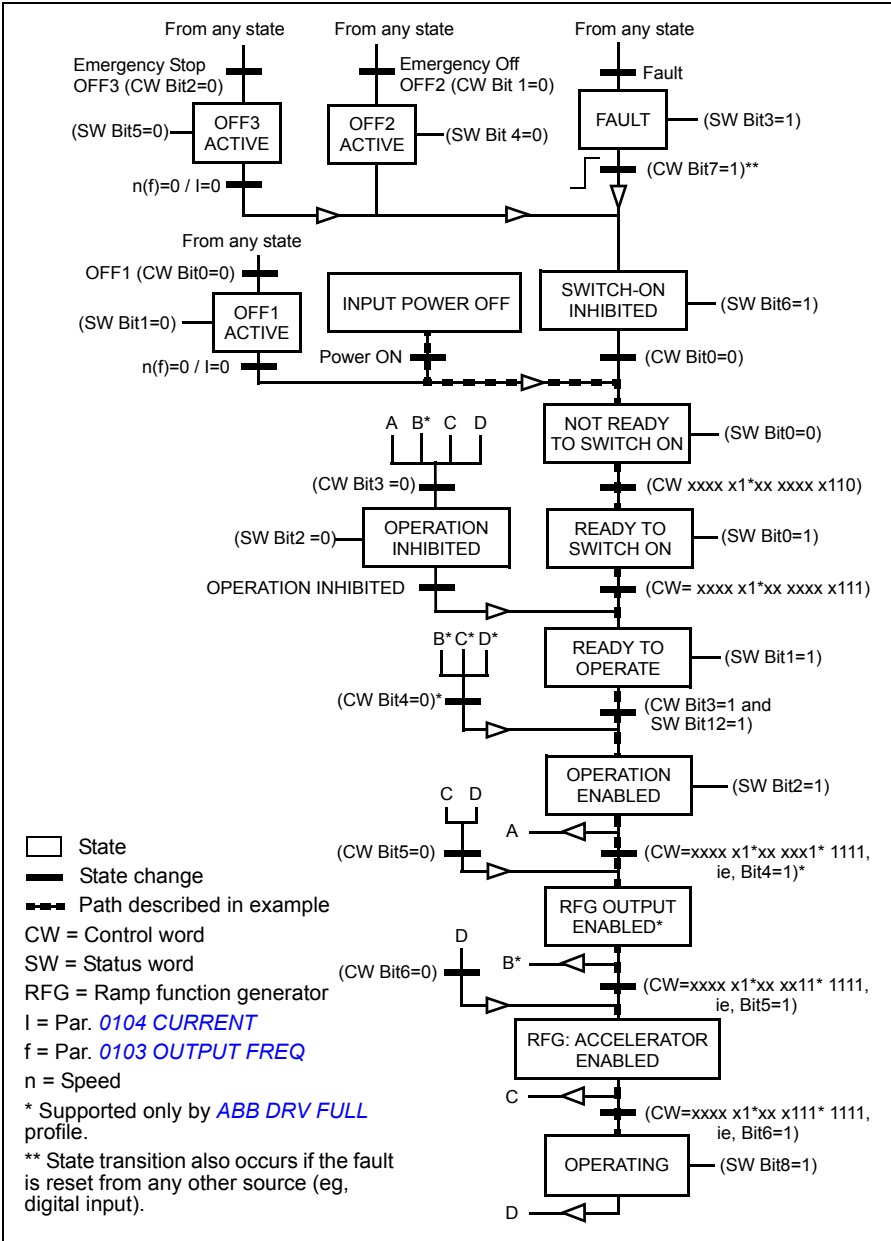 From any state
From any state
From any state
Emergency Stop
OFF3 (CW Bit2=0)
Emergency Off
OFF2 (CW Bit 1=0)
Fault
(SW Bit5=0)
OFF3
ACTIVE
OFF2
ACTIVE
(SW Bit 4=0)
FAULT
(SW Bit3=1)
n(f)=0 / I=0
(CW Bit7=1)**
From any state
OFF1 (CW Bit0=0)
(SW Bit1=0)
OFF1
ACTIVE
INPUT POWER OFF
SWITCH-ON
INHIBITED
(SW Bit6=1)
n(f)=0 / I=0
Power ON
(CW Bit0=0)
A B* C D
NOT READY
TO SWITCH ON
(SW Bit0=0)
(CW Bit3 =0)
(CW xxxx x1*xx xxxx x110)
(SW Bit2 =0)
OPERATION
INHIBITED
READY TO
SWITCH ON
(SW Bit0=1)
OPERATION INHIBITED
(CW= xxxx x1*xx xxxx x111)
B* C* D*
READY TO
OPERATE
(SW Bit1=1)
(CW Bit4=0)*
(CW Bit3=1 and
SW Bit12=1)
OPERATION
ENABLED
(SW Bit2=1)
C D
A
(CW Bit5=0)
(CW=xxxx x1*xx xxx1* 1111,
ie, Bit4=1)*
RFG OUTPUT
ENABLED*
D
B*
(CW Bit6=0)
(CW=xxxx x1*xx xx11* 1111,
ie, Bit5=1)
RFG: ACCELERATOR
ENABLED
C
(CW=xxxx x1*xx x111* 1111,
ie, Bit6=1)
OPERATING
(SW Bit8=1)
D
State
State change
Path described in example
CW = Control word
SW = Status word
RFG = Ramp function generator
I = Par. 0104 CURRENT
f = Par. 0103 OUTPUT FREQ
n = Speed
* Supported only by ABB DRV FULL
profile.
** State transition also occurs if the fault
is reset from any other source (eg,
digital input).